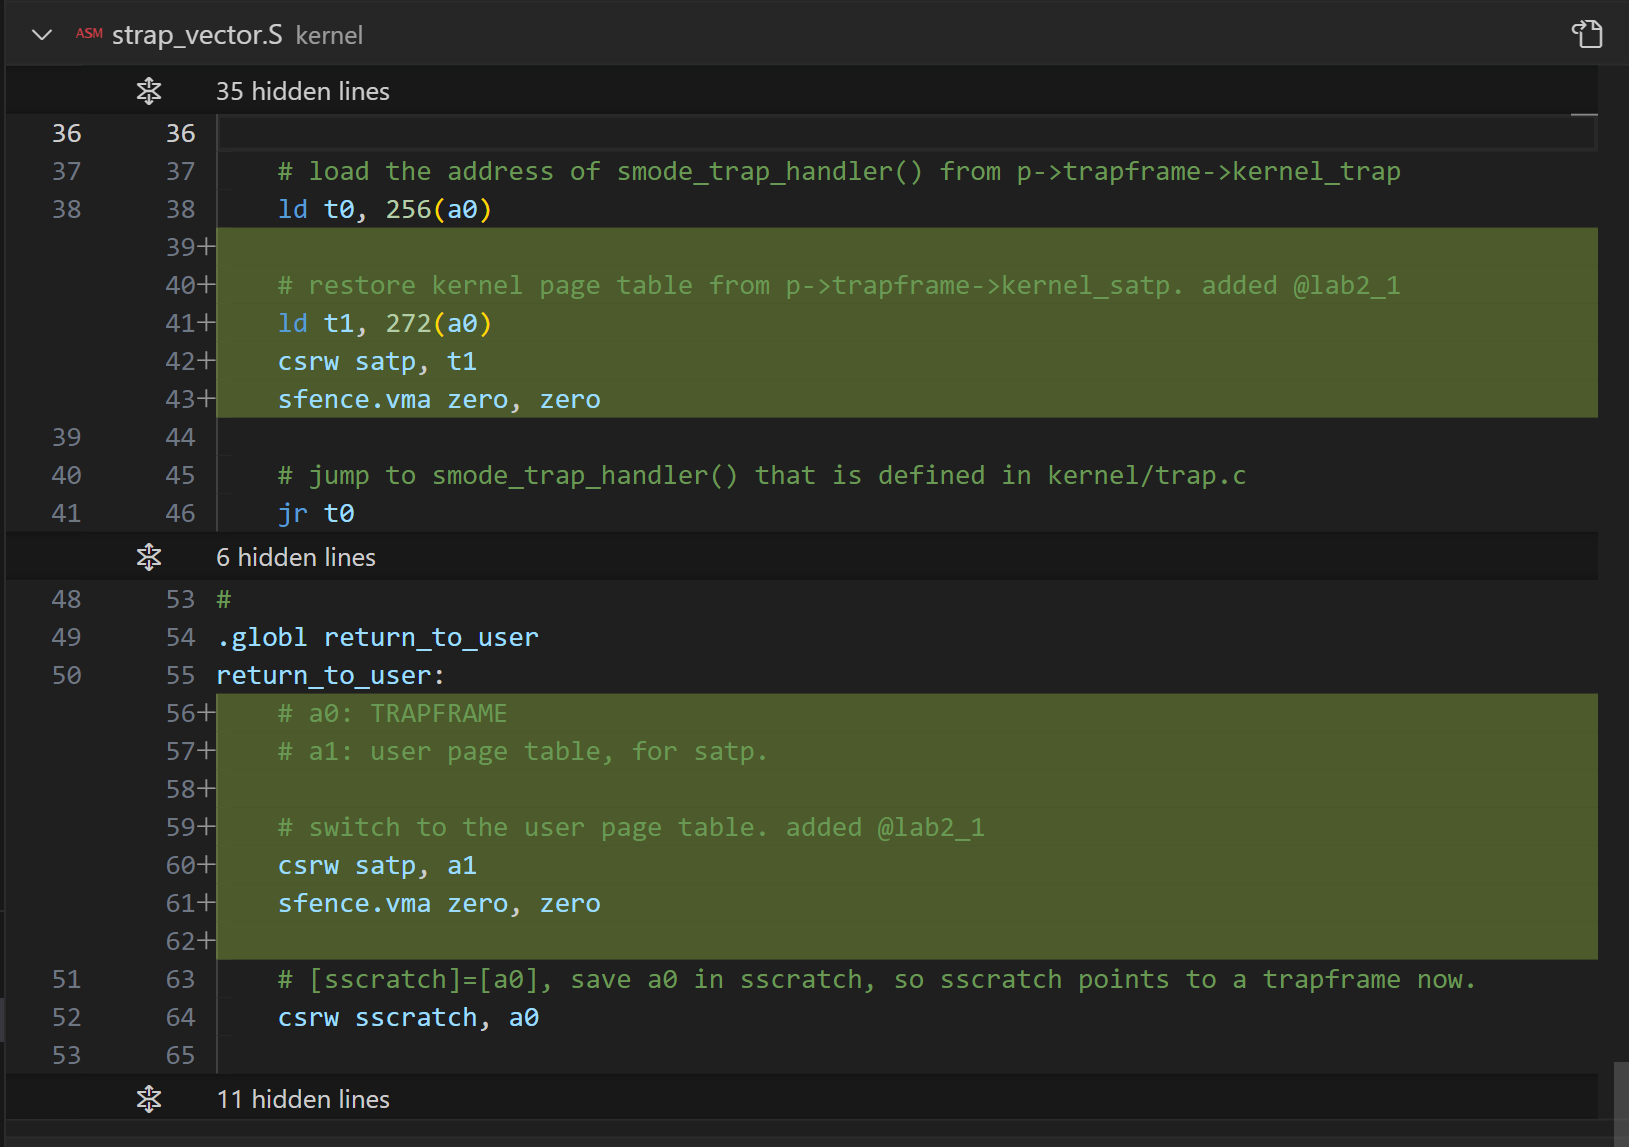 ASM strap_vector.S kernel
35 hidden lines
36 36
37 37 # load the address of smode_trap_handler() from p->trapframe->kernel_trap
38 38 ld t0, 256(a0)
39+
40+ # restore kernel page table from p->trapframe->kernel_satp. added @lab2_1
41+ ld t1, 272(a0)
42+ csrw satp, t1
43+ sfence.vma zero, zero
39 44
40 45 # jump to smode_trap_handler() that is defined in kernel/trap.c
41 46 jr t0
6 hidden lines
48 53 #
49 54 .globl return_to_user
50 55 return_to_user:
56+ # a0: TRAPFRAME
57+ # a1: user page table, for satp.
58+
59+ # switch to the user page table. added @lab2_1
60+ csrw satp, a1
61+ sfence.vma zero, zero
62+
51 63 # [sscratch]=[a0], save a0 in sscratch, so sscratch points to a trapframe now.
52 64 csrw sscratch, a0
53 65
11 hidden lines